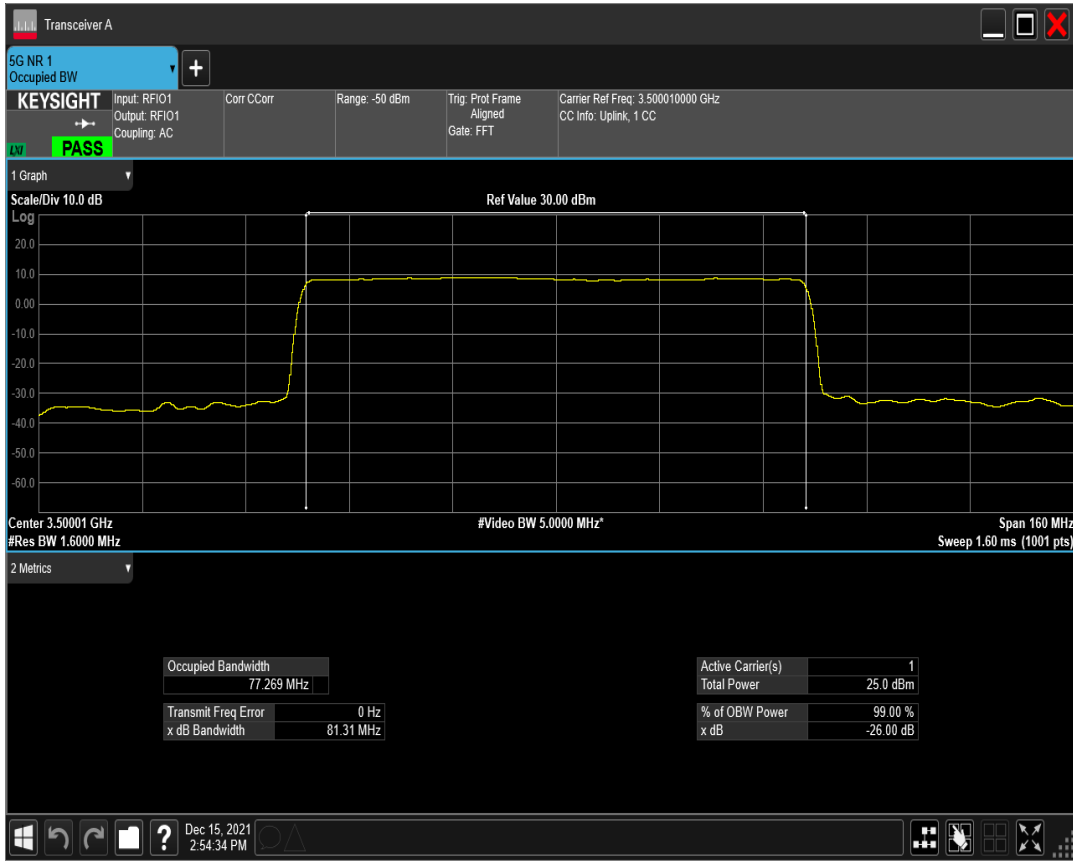 Transceiver A
5G NR 1
Occupied BW
+
KEYSIGHT
LXI
PASS
Input: RFIO1
Output: RFIO1
Coupling: AC
Corr CCorr
Range: -50 dBm
Trig: Prot Frame
Aligned
Gate: FFT
Carrier Ref Freq: 3.500010000 GHz
CC Info: Uplink, 1 CC
1 Graph
Scale/Div 10.0 dB
Ref Value 30.00 dBm
Log
20.0
10.0
0.00
-10.0
-20.0
-30.0
-40.0
-50.0
-60.0
Center 3.50001 GHz
#Video BW 5.0000 MHz*
Span 160 MHz
#Res BW 1.6000 MHz
Sweep 1.60 ms (1001 pts)
2 Metrics
Occupied Bandwidth
77.269 MHz
Transmit Freq Error 0 Hz
x dB Bandwidth 81.31 MHz
Active Carrier(s) 1
Total Power 25.0 dBm
% of OBW Power 99.00 %
x dB -26.00 dB
?
Dec 15, 2021
2:54:34 PM